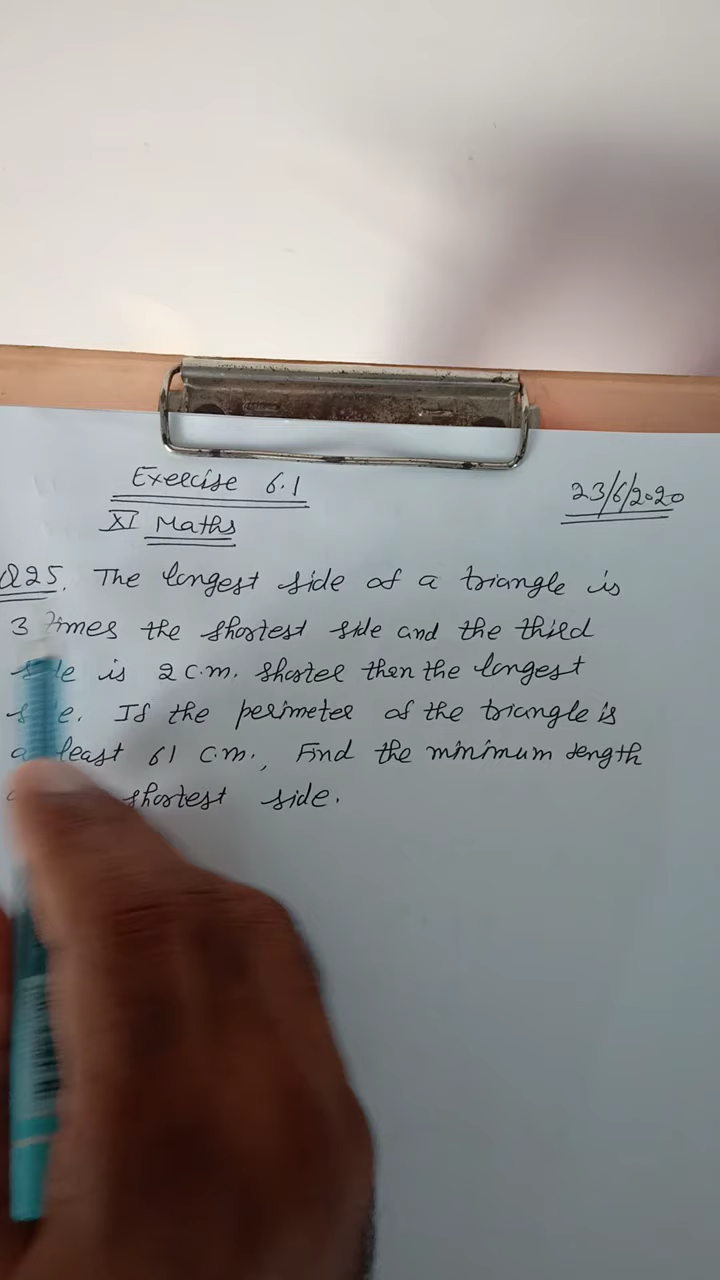 Exercise 6.1
23/6/2020
XI Maths
Q25. The longest side of a triangle is
3 times the shortest side and the third
is 2 c.m. shorter then the longest
If the perimeter of the triangle is
least 61 c.m., Find the minimum length
shortest side.